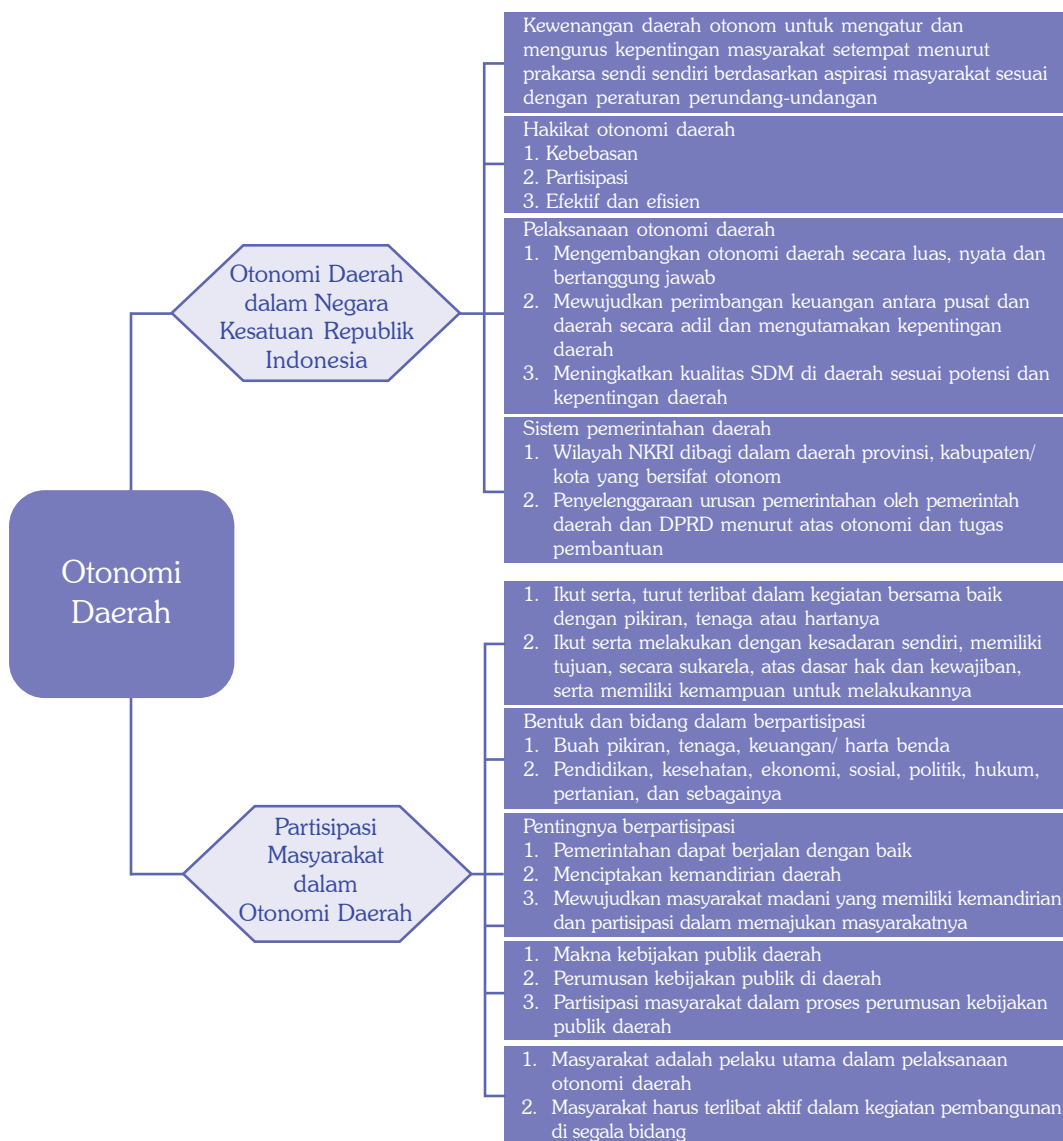 Otonomi
Daerah
Otonomi Daerah
dalam Negara
Kesatuan Republik
Indonesia
Kewenangan daerah otonom untuk mengatur dan
mengurus kepentingan masyarakat setempat menurut
prakarsa sendi sendiri berdasarkan aspirasi masyarakat sesuai
dengan peraturan perundang-undangan
Hakikat otonomi daerah
1. Kebebasan
2. Partisipasi
3. Efektif dan efisien
Pelaksanaan otonomi daerah
1. Mengembangkan otonomi daerah secara luas, nyata dan
bertanggung jawab
2. Mewujudkan perimbangan keuangan antara pusat dan
daerah secara adil dan mengutamakan kepentingan
daerah
3. Meningkatkan kualitas SDM di daerah sesuai potensi dan
kepentingan daerah
Sistem pemerintahan daerah
1. Wilayah NKRI dibagi dalam daerah provinsi, kabupaten/
kota yang bersifat otonom
2. Penyelenggaraan urusan pemerintahan oleh pemerintah
daerah dan DPRD menurut atas otonomi dan tugas
pembantuan
Partisipasi
Masyarakat
dalam
Otonomi Daerah
1. Ikut serta, turut terlibat dalam kegiatan bersama baik
dengan pikiran, tenaga atau hartanya
2. Ikut serta melakukan dengan kesadaran sendiri, memiliki
tujuan, secara sukarela, atas dasar hak dan kewajiban,
serta memiliki kemampuan untuk melakukannya
Bentuk dan bidang dalam berpartisipasi
1. Buah pikiran, tenaga, keuangan/ harta benda
2. Pendidikan, kesehatan, ekonomi, sosial, politik, hukum,
pertanian, dan sebagainya
Pentingnya berpartisipasi
1. Pemerintahan dapat berjalan dengan baik
2. Menciptakan kemandirian daerah
3. Mewujudkan masyarakat madani yang memiliki kemandirian
dan partisipasi dalam memajukan masyarakatnya
1. Makna kebijakan publik daerah
2. Perumusan kebijakan publik di daerah
3. Partisipasi masyarakat dalam proses perumusan kebijakan
publik daerah
1. Masyarakat adalah pelaku utama dalam pelaksanaan
otonomi daerah
2. Masyarakat harus terlibat aktif dalam kegiatan pembangunan
di segala bidang